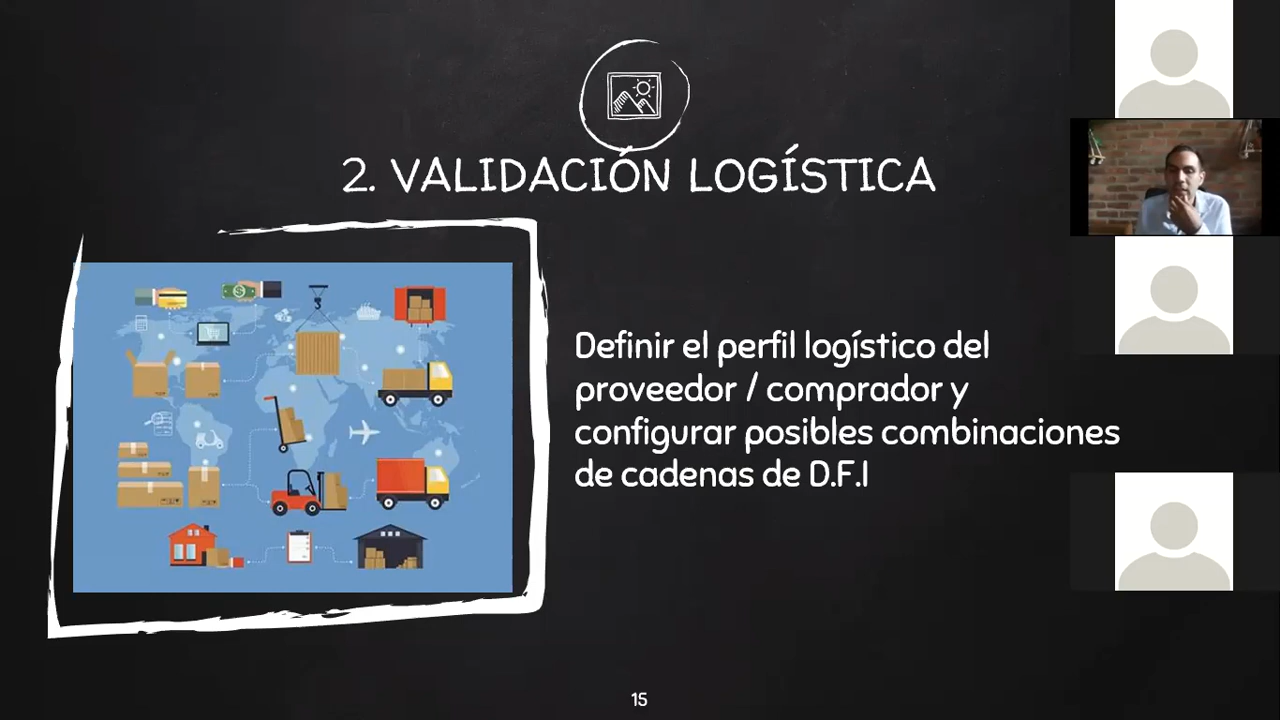 2. VALIDACIÓN LOGÍSTICA
Definir el perfil logístico del
proveedor / comprador y
configurar posibles combinaciones
de cadenas de D.F.I
15